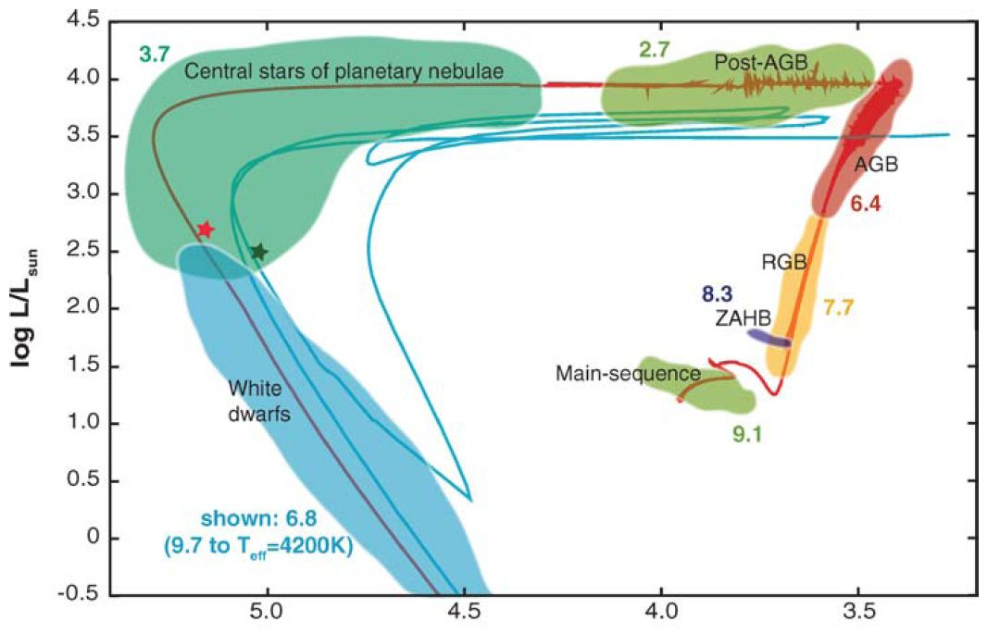 4.5
3.7
2.7
Central stars of planetary nebulae
Post-AGB
4.0
3.5
AGB
3.0
6.4
2.5
RGB
8.3
7.7
ZAHB
2.0
log L/Lsun
1.5
Main-sequence
White
dwarfs
9.1
1.0
0.5
shown: 6.8
(9.7 to Teff=4200K)
0
-0.5
5.0 4.5 4.0 3.5